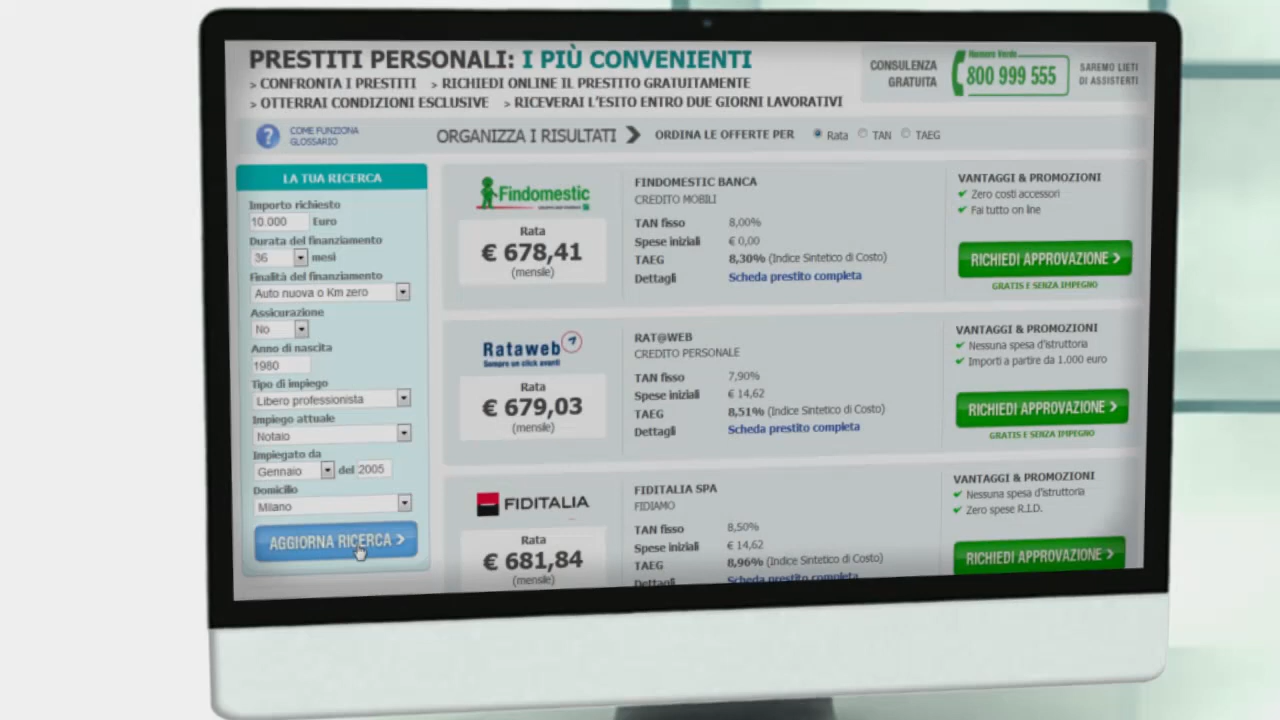 PRESTITI PERSONALI: I PIÙ CONVENIENTI
> CONFRONTA I PRESTITI > RICHIEDI ONLINE IL PRESTITO GRATUITAMENTE
> OTTERRAI CONDIZIONI ESCLUSIVE > RICEVERAI L'ESITO ENTRO DUE GIORNI LAVORATIVI
CONSULENZA
GRATUITA
Numero Verde
800 999 555
SAREMO LIETI
DI ASSISTERTI
?
COME FUNZIONA
GLOSSARIO
ORGANIZZA I RISULTATI
ORDINA LE OFFERTE PER Rata TAN TAEG
LA TUA RICERCA
Importo richiesto
10.000 Euro
Durata del finanziamento
36 mesi
Finalità del finanziamento
Auto nuova o Km zero
Assicurazione
No
Anno di nascita
1980
Tipo di impiego
Libero professionista
Impiego attuale
Notaio
Impiegato da
Gennaio del 2005
Domicilio
Milano
AGGIORNA RICERCA >
Findomestic
Rata
€ 678,41
(mensile)
FINDOMESTIC BANCA
CREDITO MOBILI
TAN fisso 8,00%
Spese iniziali € 0,00
TAEG 8,30% (Indice Sintetico di Costo)
Dettagli Scheda prestito completa
VANTAGGI & PROMOZIONI
Zero costi accessori
Fai tutto on line
RICHIEDI APPROVAZIONE >
GRATIS E SENZA IMPEGNO
Rataweb
Sempre un click avanti
Rata
€ 679,03
(mensile)
RAT@WEB
CREDITO PERSONALE
TAN fisso 7,90%
Spese iniziali € 14,62
TAEG 8,51% (Indice Sintetico di Costo)
Dettagli Scheda prestito completa
VANTAGGI & PROMOZIONI
Nessuna spesa d'istruttoria
Importi a partire da 1.000 euro
RICHIEDI APPROVAZIONE >
GRATIS E SENZA IMPEGNO
FIDITALIA
Rata
€ 681,84
(mensile)
FIDITALIA SPA
FIDIAMO
TAN fisso 8,50%
Spese iniziali € 14,62
TAEG 8,96% (Indice Sintetico di Costo)
Dettagli Scheda prestito completa
VANTAGGI & PROMOZIONI
Nessuna spesa d'istruttoria
Zero spese R.I.D.
RICHIEDI APPROVAZIONE >